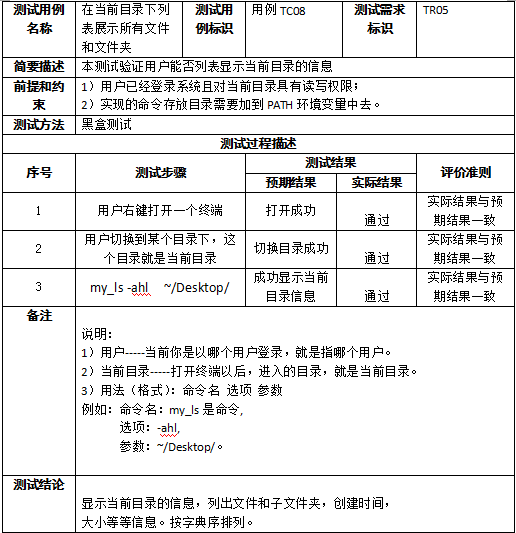 测试用例名称 在当前目录下列表展示所有文件和文件夹 测试用例标识 用例 TC08 测试需求标识 TR05
简要描述 本测试验证用户能否列表显示当前目录的信息
前提和约束 1）用户已经登录系统且对当前目录具有读写权限；
2）实现的命令存放目录需要加到 PATH 环境变量中去。
测试方法 黑盒测试
测试过程描述
序号 测试步骤 测试结果 评价准则
预期结果 实际结果
1 用户右键打开一个终端 打开成功 通过 实际结果与预期结果一致
2 用户切换到某个目录下，这个目录就是当前目录 切换目录成功 通过 实际结果与预期结果一致
3 my_ls -ahl ~/Desktop/ 成功显示当前目录信息 通过 实际结果与预期结果一致
备注
说明：
1）用户-----当前你是以哪个用户登录，就是指哪个用户。
2）当前目录-----打开终端以后，进入的目录，就是当前目录。
3）用法（格式）：命令名 选项 参数
例如：命令名：my_ls 是命令,
选项：-ahl,
参数：~/Desktop/。
测试结论
显示当前目录的信息，列出文件和子文件夹，创建时间，
大小等等信息。按字典序排列。